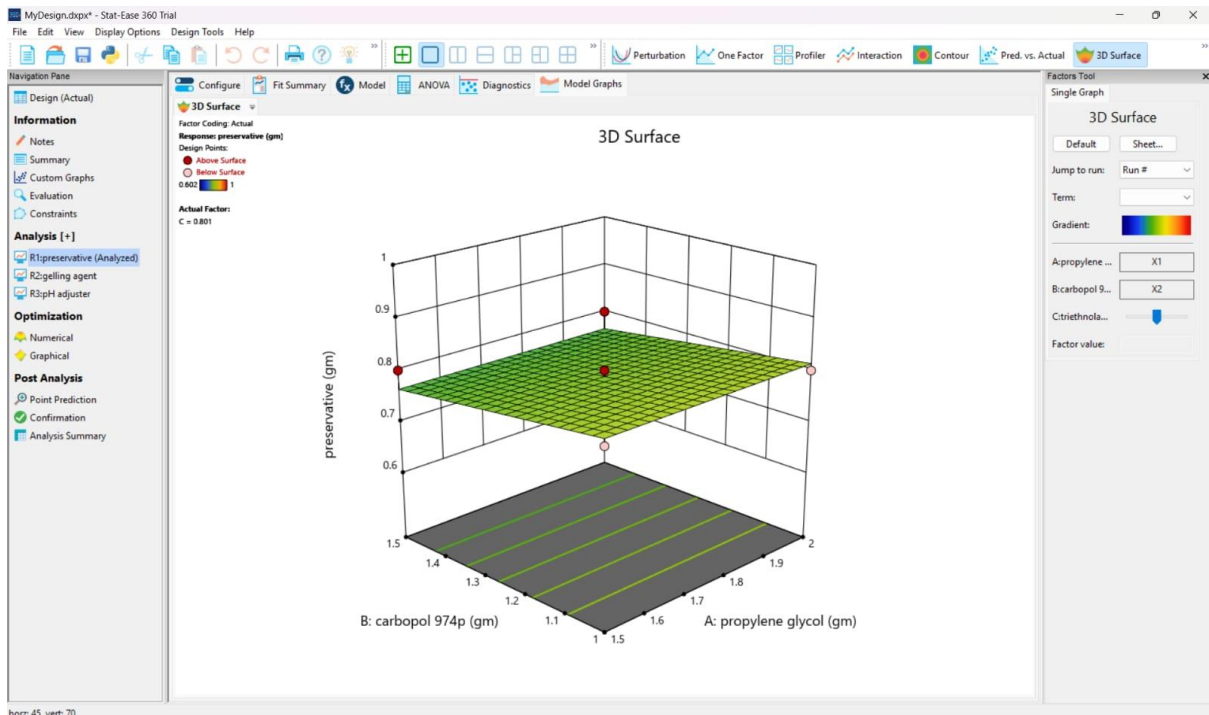 MyDesign.dxpx* - Stat-Ease 360 Trial
File Edit View Display Options Design Tools Help
» » Perturbation One Factor Profiler Interaction Contour Pred. vs. Actual 3D Surface »
Navigation Pane
Design (Actual)
Information
Notes
Summary
Custom Graphs
Evaluation
Constraints
Analysis [+]
R1:preservative (Analyzed)
R2:gelling agent
R3:pH adjuster
Optimization
Numerical
Graphical
Post Analysis
Point Prediction
Confirmation
Analysis Summary
Configure Fit Summary fx Model ANOVA Diagnostics Model Graphs
3D Surface
Factor Coding: Actual
Response: preservative (gm)
Design Points:
Above Surface
Below Surface
0.602 1
Actual Factor:
C = 0.801
3D Surface
1
0.9
0.8
0.7
0.6
preservative (gm)
1.5
1.4
1.3
1.2
1.1
1
B: carbopol 974p (gm)
1.5
1.6
1.7
1.8
1.9
2
A: propylene glycol (gm)
Factors Tool x
Single Graph
3D Surface
Default Sheet...
Jump to run: Run #
Term:
Gradient:
A:propylene ... X1
B:carbopol 9... X2
C:triethnola...
Factor value:
horz: 45 vert: 70